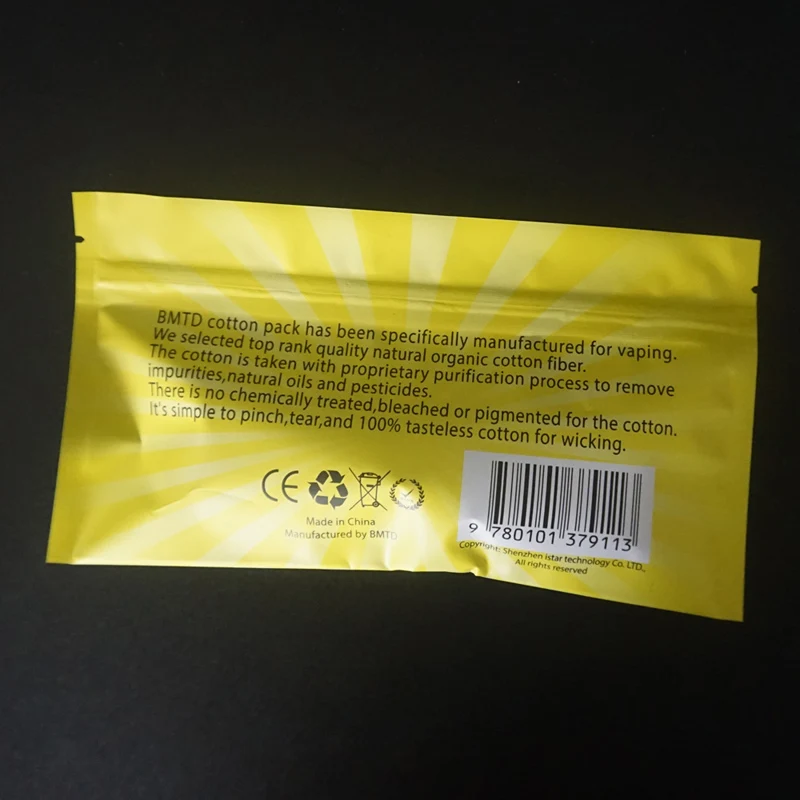 BMTD cotton pack has been specifically manufactured for vaping.
We selected top rank quality natural organic cotton fiber.
The cotton is taken with proprietary purification process to remove
impurities,natural oils and pesticides.
There is no chemically treated,bleached or pigmented for the cotton.
It's simple to pinch,tear,and 100% tasteless cotton for wicking.
CE
Made in China
Manufactured by BMTD
9 780101 379113
Copyright: Shenzhen istar technology Co. LTD.,
All rights reserved